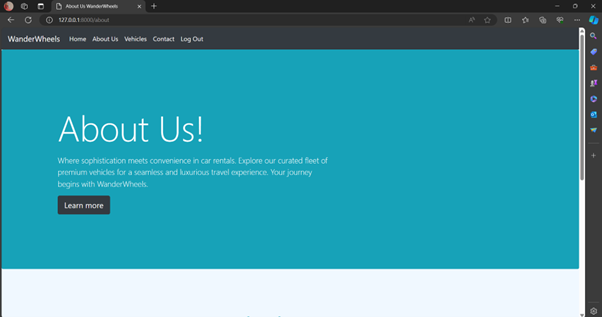 About Us WanderWheels
127.0.0.1:8000/about
WanderWheels Home About Us Vehicles Contact Log Out
About Us!
Where sophistication meets convenience in car rentals. Explore our curated fleet of
premium vehicles for a seamless and luxurious travel experience. Your journey
begins with WanderWheels.
Learn more